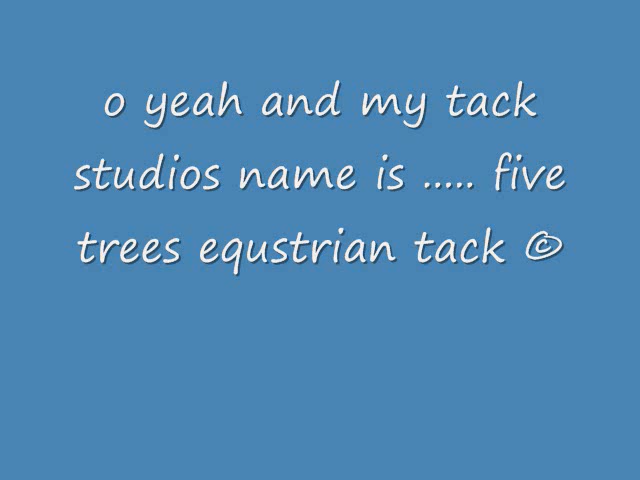 o yeah and my tack
studios name is ..... five
trees equstrian tack ©